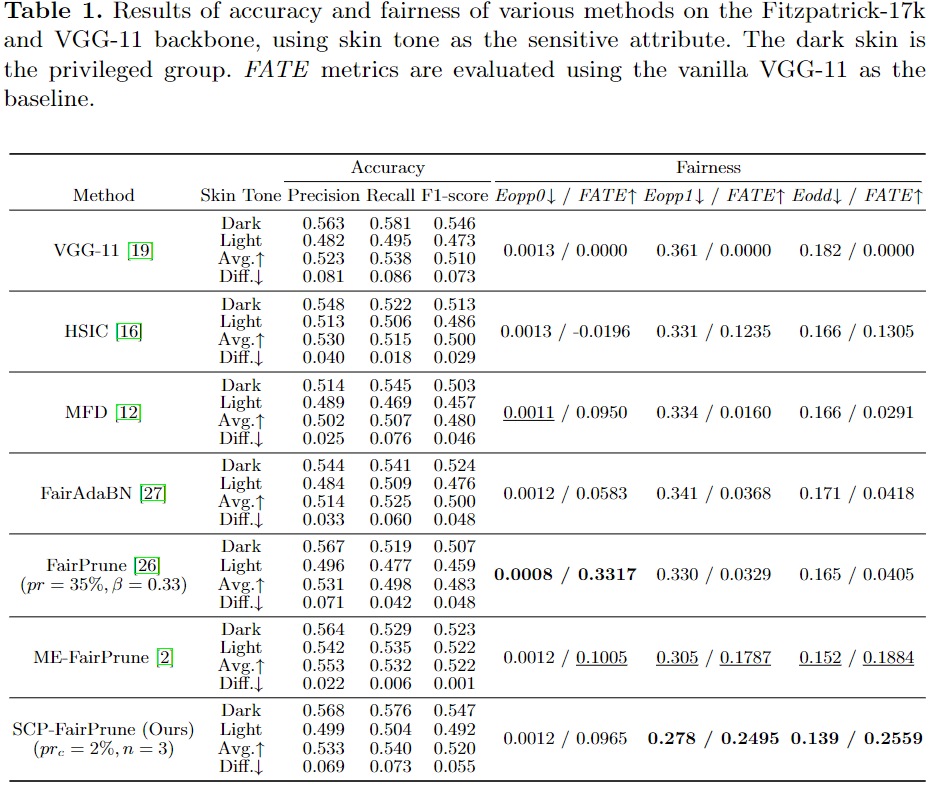 Table 1. Results of accuracy and fairness of various methods on the Fitzpatrick-17k
and VGG-11 backbone, using skin tone as the sensitive attribute. The dark skin is
the privileged group. FATE metrics are evaluated using the vanilla VGG-11 as the
baseline.
Accuracy Fairness
Method Skin Tone Precision Recall F1-score Eopp0↓ / FATE↑ Eopp1↓ / FATE↑ Eodd↓ / FATE↑
Dark 0.563 0.581 0.546
Light 0.482 0.495 0.473
VGG-11 [19] 0.0013 / 0.0000 0.361 / 0.0000 0.182 / 0.0000
Avg.↑ 0.523 0.538 0.510
Diff.↓ 0.081 0.086 0.073
Dark 0.548 0.522 0.513
Light 0.513 0.506 0.486
HSIC [16] 0.0013 / -0.0196 0.331 / 0.1235 0.166 / 0.1305
Avg.↑ 0.530 0.515 0.500
Diff.↓ 0.040 0.018 0.029
Dark 0.514 0.545 0.503
Light 0.489 0.469 0.457
MFD [12] 0.0011 / 0.0950 0.334 / 0.0160 0.166 / 0.0291
Avg.↑ 0.502 0.507 0.480
Diff.↓ 0.025 0.076 0.046
Dark 0.544 0.541 0.524
Light 0.484 0.509 0.476
FairAdaBN [27] 0.0012 / 0.0583 0.341 / 0.0368 0.171 / 0.0418
Avg.↑ 0.514 0.525 0.500
Diff.↓ 0.033 0.060 0.048
Dark 0.567 0.519 0.507
FairPrune [26] Light 0.496 0.477 0.459
0.0008 / 0.3317 0.330 / 0.0329 0.165 / 0.0405
(pr = 35%, β = 0.33) Avg.↑ 0.531 0.498 0.483
Diff.↓ 0.071 0.042 0.048
Dark 0.564 0.529 0.523
Light 0.542 0.535 0.522
ME-FairPrune [2] 0.0012 / 0.1005 0.305 / 0.1787 0.152 / 0.1884
Avg.↑ 0.553 0.532 0.522
Diff.↓ 0.022 0.006 0.001
Dark 0.568 0.576 0.547
SCP-FairPrune (Ours) Light 0.499 0.504 0.492
0.0012 / 0.0965 0.278 / 0.2495 0.139 / 0.2559
(prc = 2%, n = 3) Avg.↑ 0.533 0.540 0.520
Diff.↓ 0.069 0.073 0.055